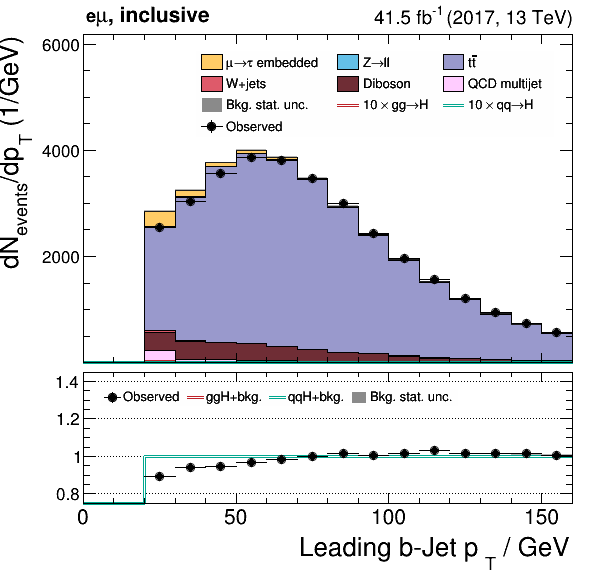 eμ, inclusive 41.5 fb⁻¹ (2017, 13 TeV)
dN_events/dp_T (1/GeV)
6000
4000
2000
μ→τ embedded Z→ll tt̄
W+jets Diboson QCD multijet
Bkg. stat. unc. 10 × gg→H 10 × qq→H
Observed
1.4
1.2
1
0.8
Observed ggH+bkg. qqH+bkg. Bkg. stat. unc.
0 50 100 150
Leading b-Jet p_T / GeV